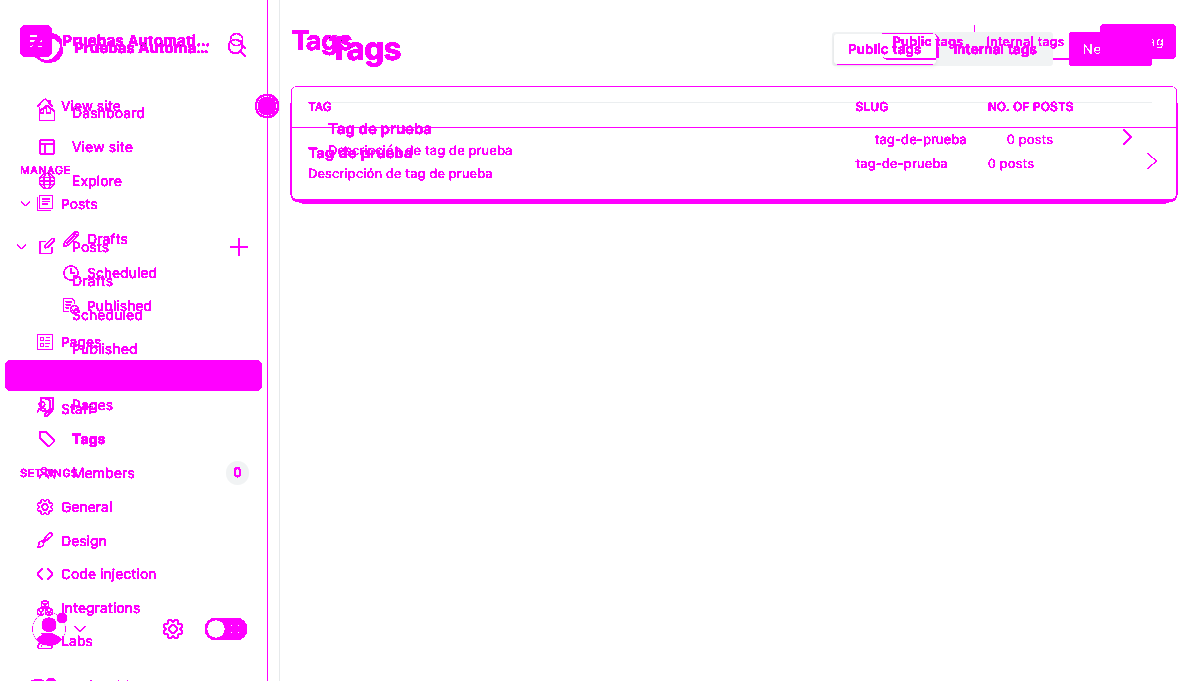 Pruebas Automati...
Pruebas Automa...
View site
Dashboard
View site
MANAGE
Explore
Posts
Drafts
Posts
Scheduled
Drafts
Published
Scheduled
Pages
Published
Pages
Staff
Tags
SETTINGS
Members
0
General
Design
Code injection
Integrations
Labs
Tags
Tags
Public tags
Internal tags
Public tags
Internal tags
TAG
SLUG
NO. OF POSTS
Tag de prueba
Descripción de tag de prueba
tag-de-prueba
0 posts
Tag de prueba
Descripción de tag de prueba
tag-de-prueba
0 posts